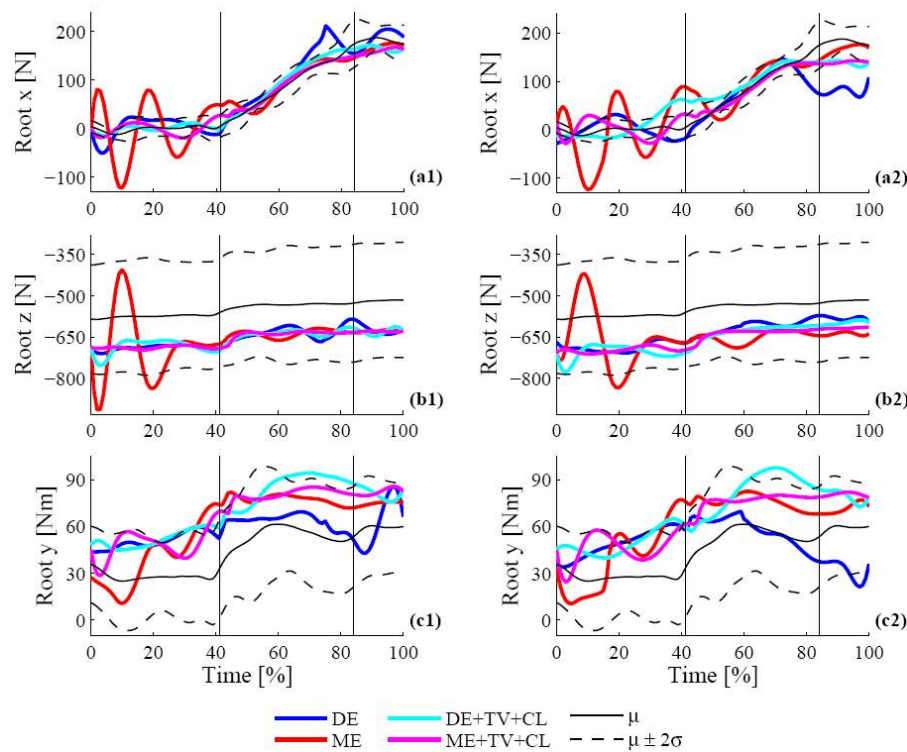 200
100
0
−100
Root x [N]
0 20 40 60 80 100
(a1)
200
100
0
−100
Root x [N]
0 20 40 60 80 100
(a2)
−350
−500
−650
−800
Root z [N]
0 20 40 60 80 100
(b1)
−350
−500
−650
−800
Root z [N]
0 20 40 60 80 100
(b2)
90
60
30
0
Root y [Nm]
0 20 40 60 80 100
(c1)
Time [%]
90
60
30
0
Root y [Nm]
0 20 40 60 80 100
(c2)
Time [%]
DE DE+TV+CL μ
ME ME+TV+CL μ ± 2σ